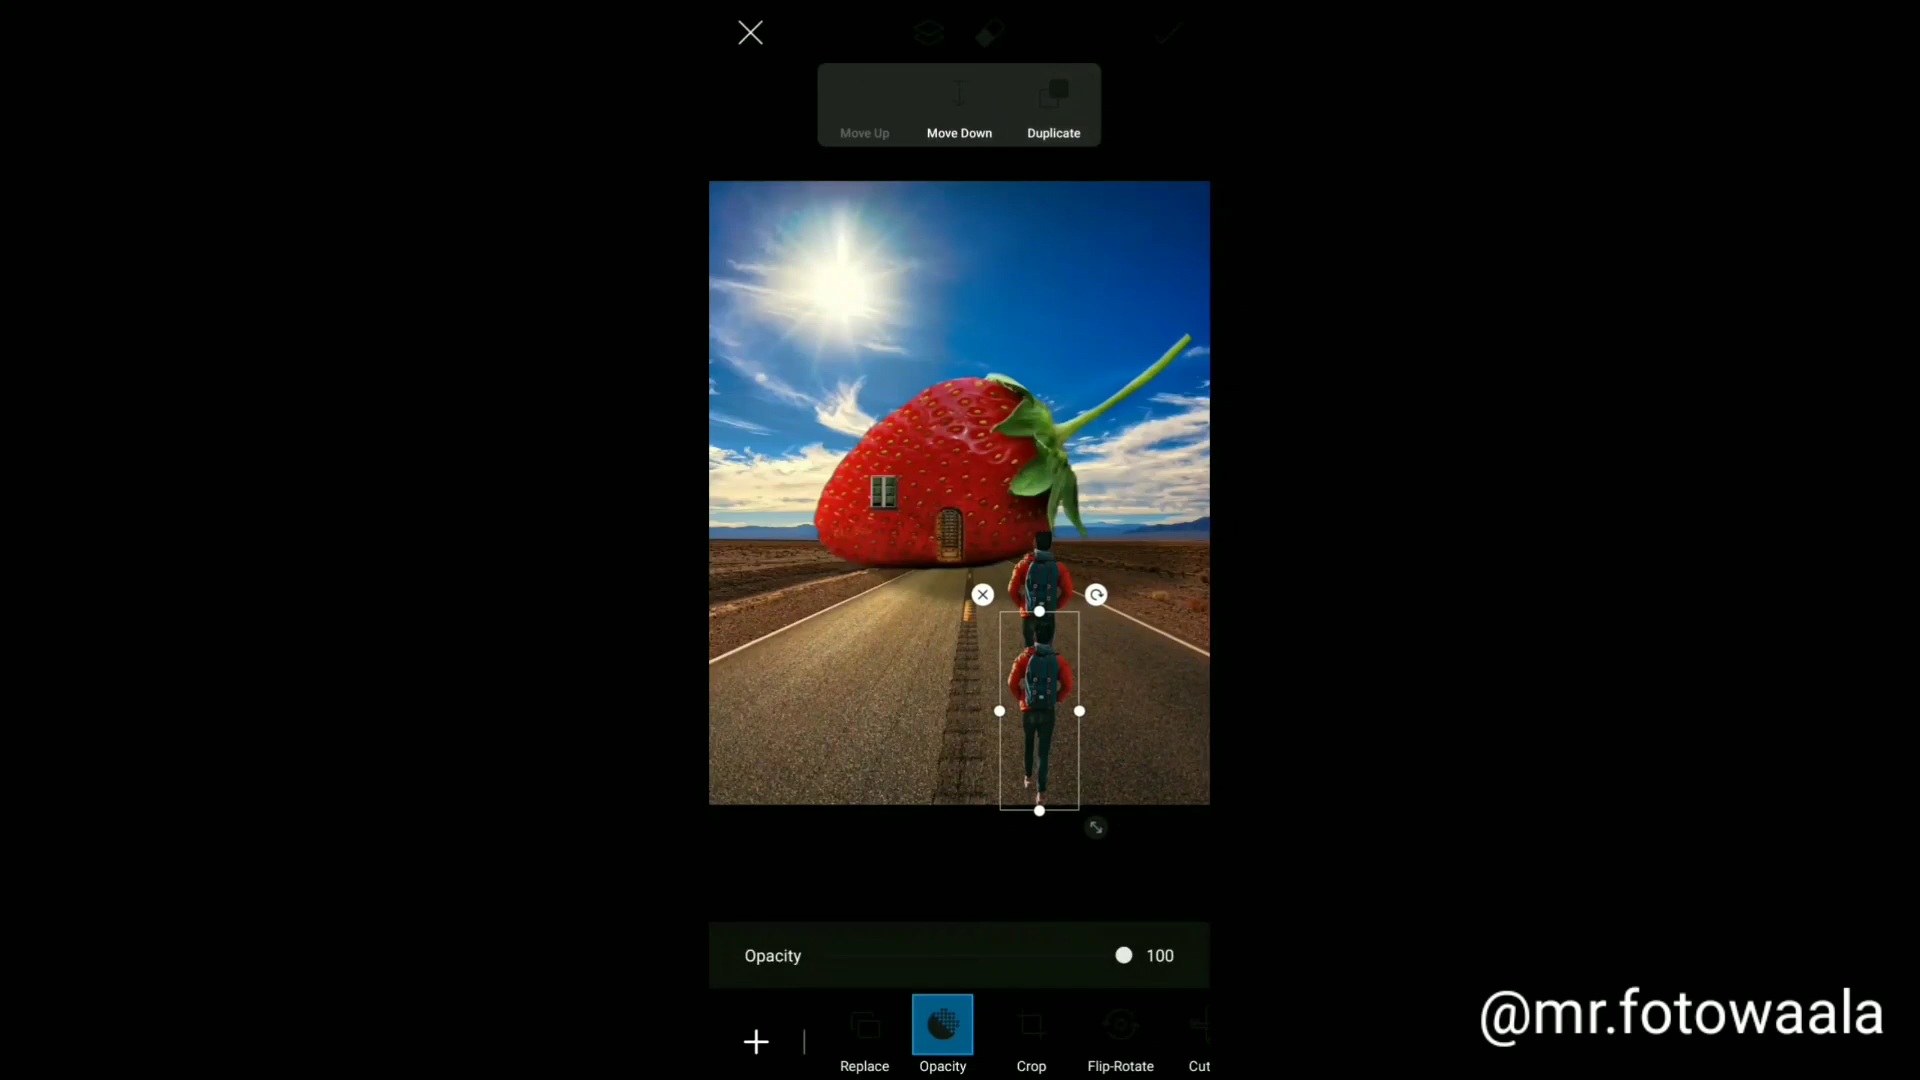 Move Up
Move Down
Duplicate
Opacity
100
Replace
Opacity
Crop
Flip-Rotate
Cut
@mr.fotowaala